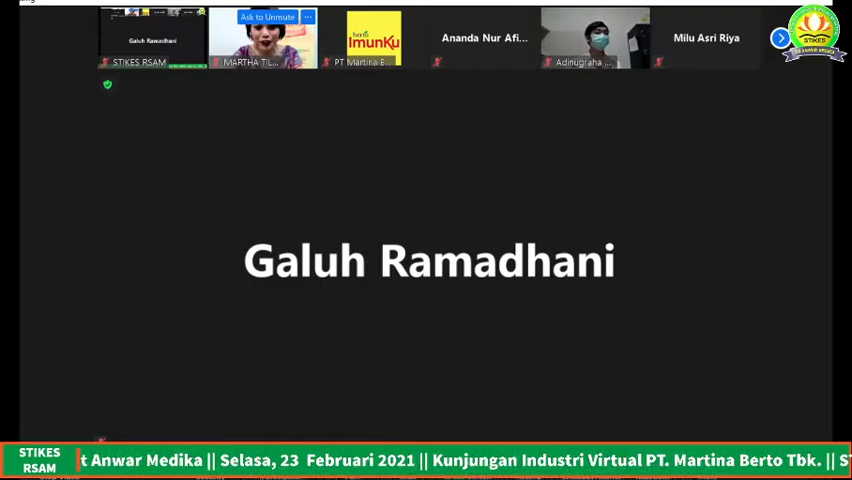 Ask to Unmute
Galuh Ramadhani
STIKES RSAM
MARTHA TIL...
ImunKu
PT Martina B
Ananda Nur Afi...
Adinugraha ...
Milu Asri Riya
STIKES
Galuh Ramadhani
STIKES
RSAM
t Anwar Medika || Selasa, 23 Februari 2021 || Kunjungan Industri Virtual PT. Martina Berto Tbk. || S